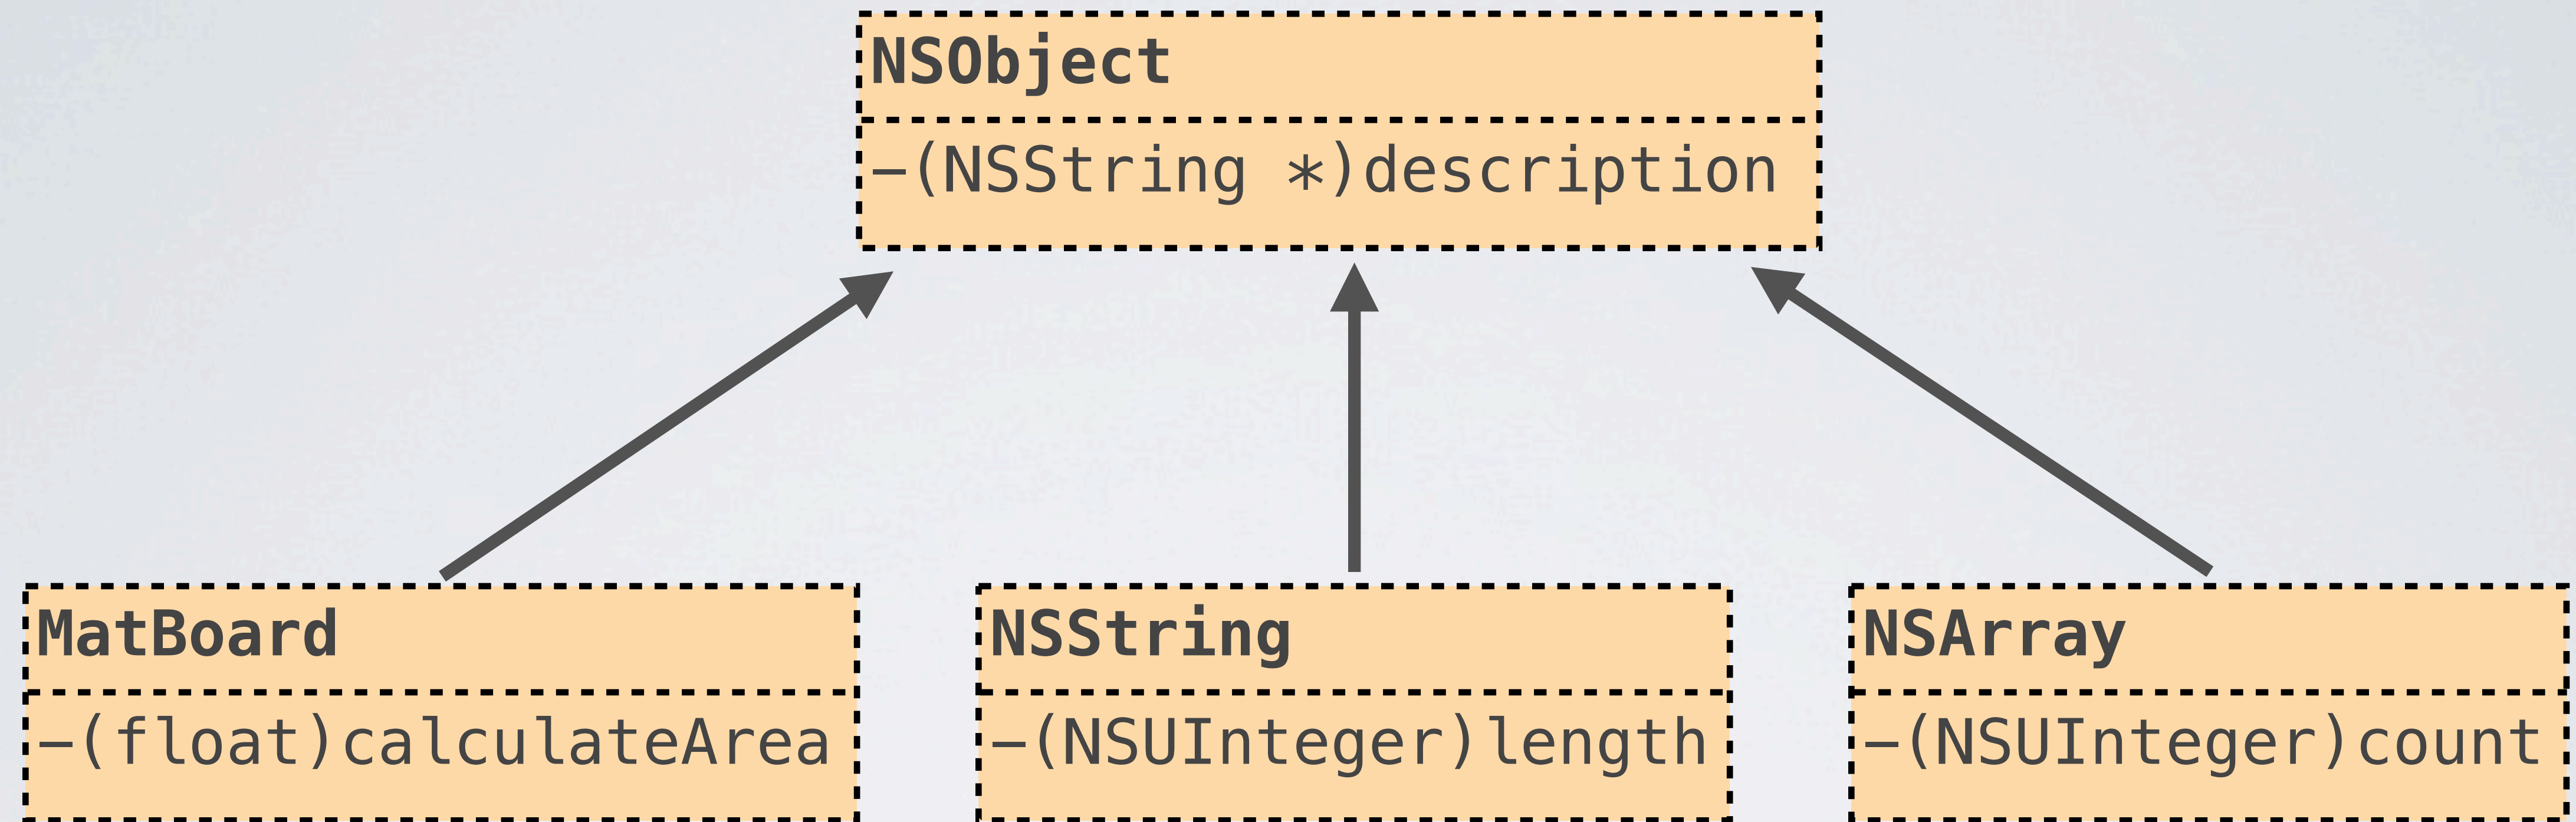 NSObject
–(NSString *)description
MatBoard
–(float)calculateArea
NSString
–(NSUInteger)length
NSArray
–(NSUInteger)count